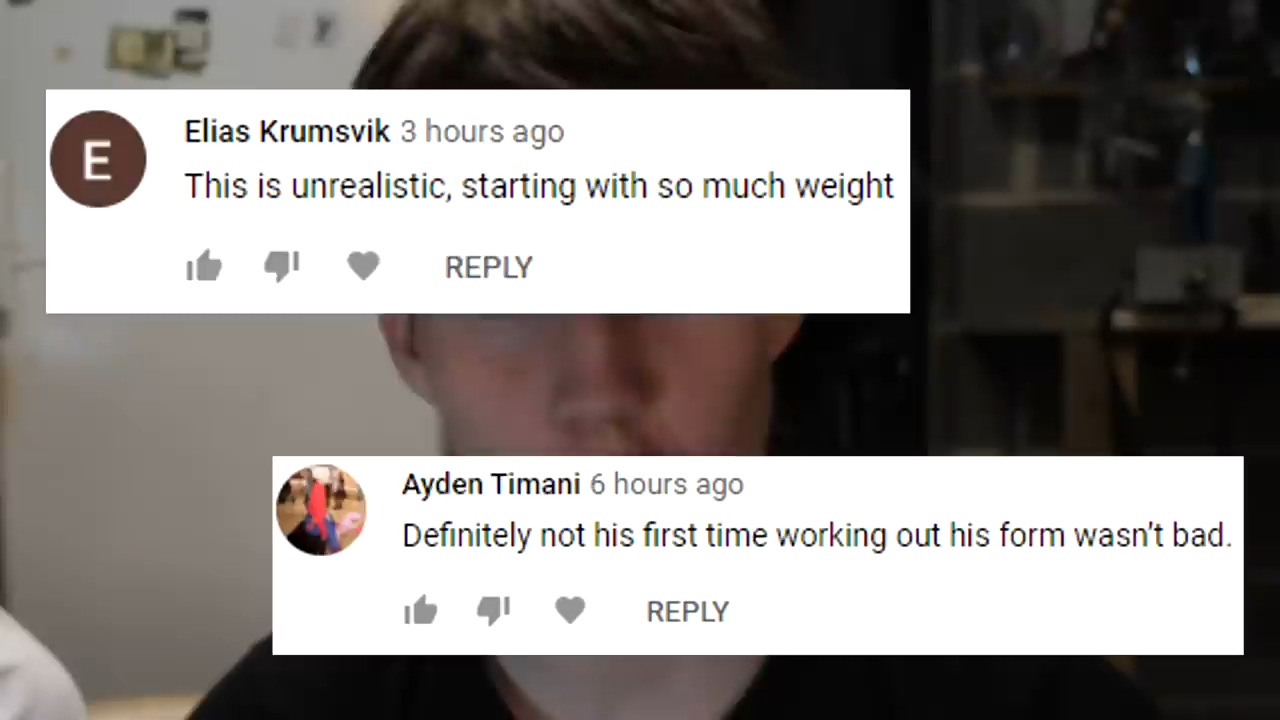 E
Elias Krumsvik 3 hours ago
This is unrealistic, starting with so much weight
REPLY
Ayden Timani 6 hours ago
Definitely not his first time working out his form wasn't bad.
REPLY